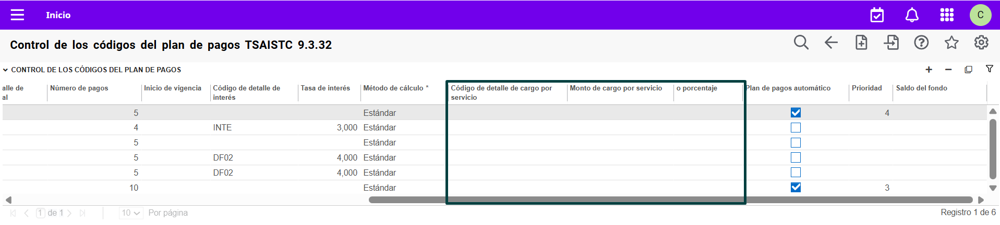 Inicio
C
Control de los códigos del plan de pagos TSAISTC 9.3.32
CONTROL DE LOS CÓDIGOS DEL PLAN DE PAGOS
alle de
al
Número de pagos
Inicio de vigencia
Código de detalle de
interés
Tasa de interés
Método de cálculo *
Código de detalle de cargo por
servicio
Monto de cargo por servicio
o porcentaje
Plan de pagos automático
Prioridad
Saldo del fondo
5 Estándar 4
4 INTE 3,000 Estándar
5 Estándar
5 DF02 4,000 Estándar
5 DF02 4,000 Estándar
10 Estándar 3
1 de 1 10 Por página Registro 1 de 6